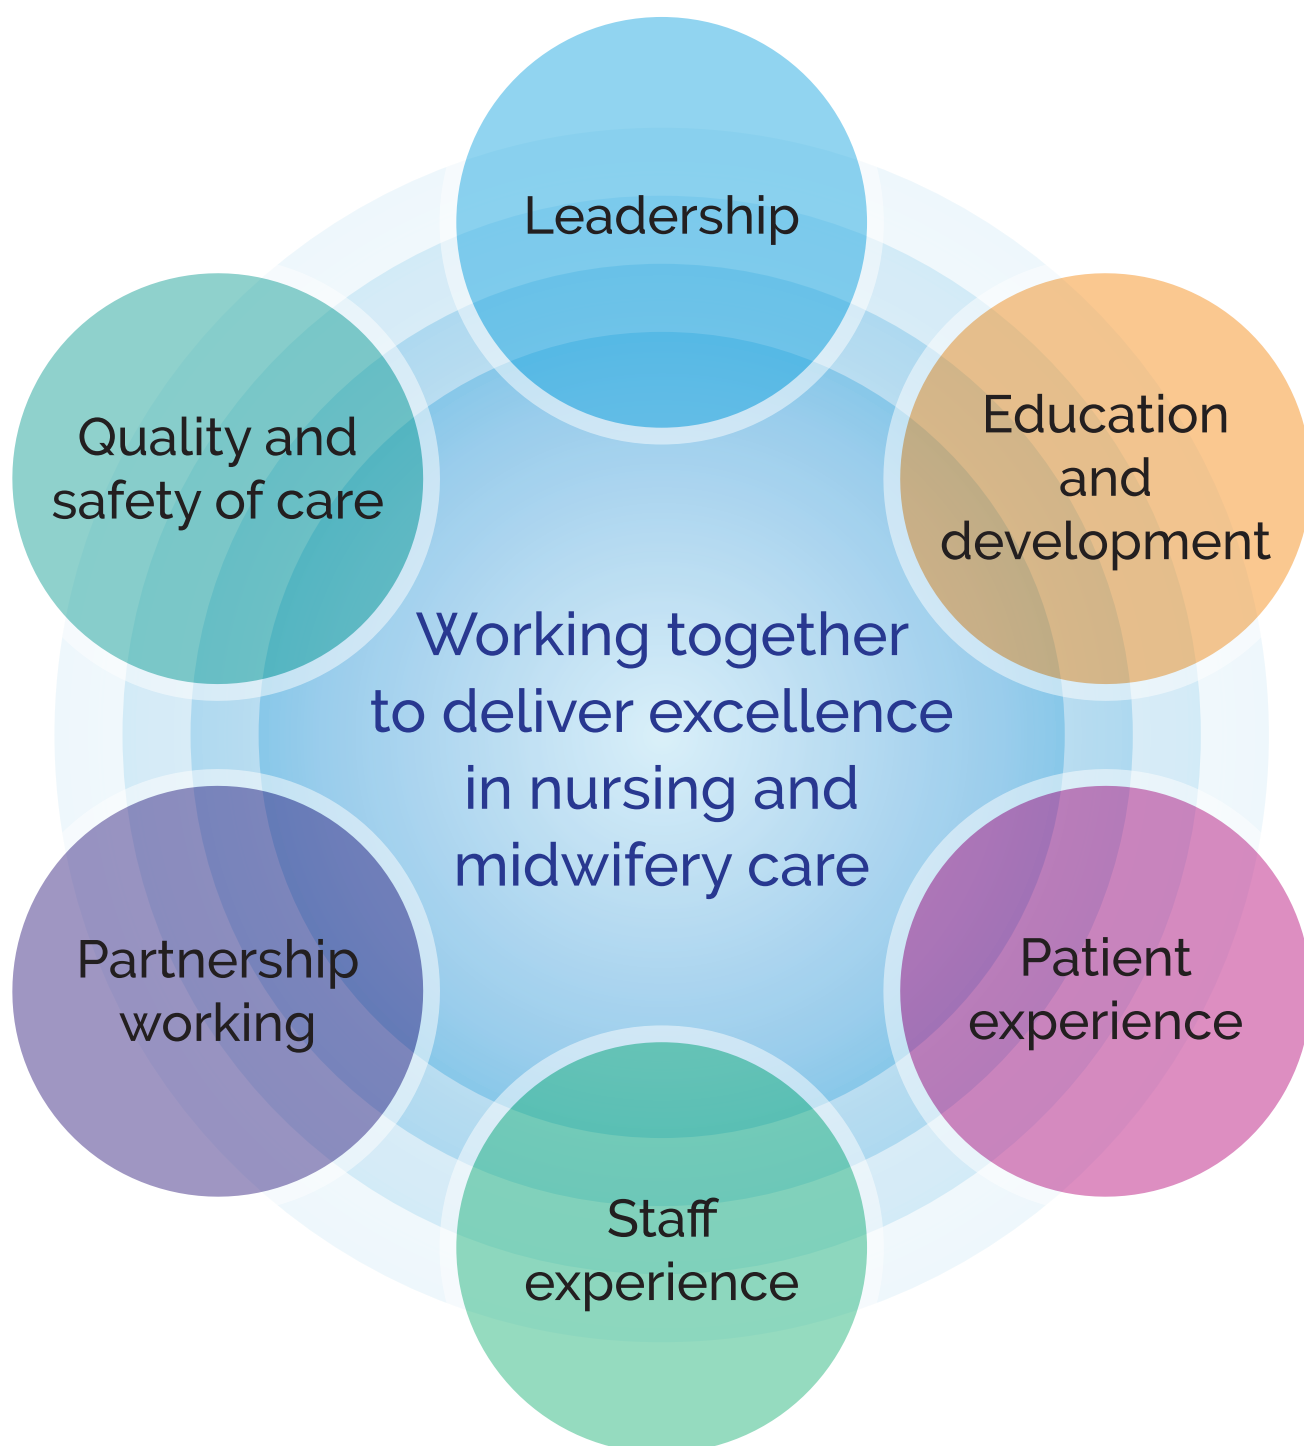 Leadership
Education
and
development
Patient
experience
Staff
experience
Partnership
working
Quality and
safety of care
Working together
to deliver excellence
in nursing and
midwifery care